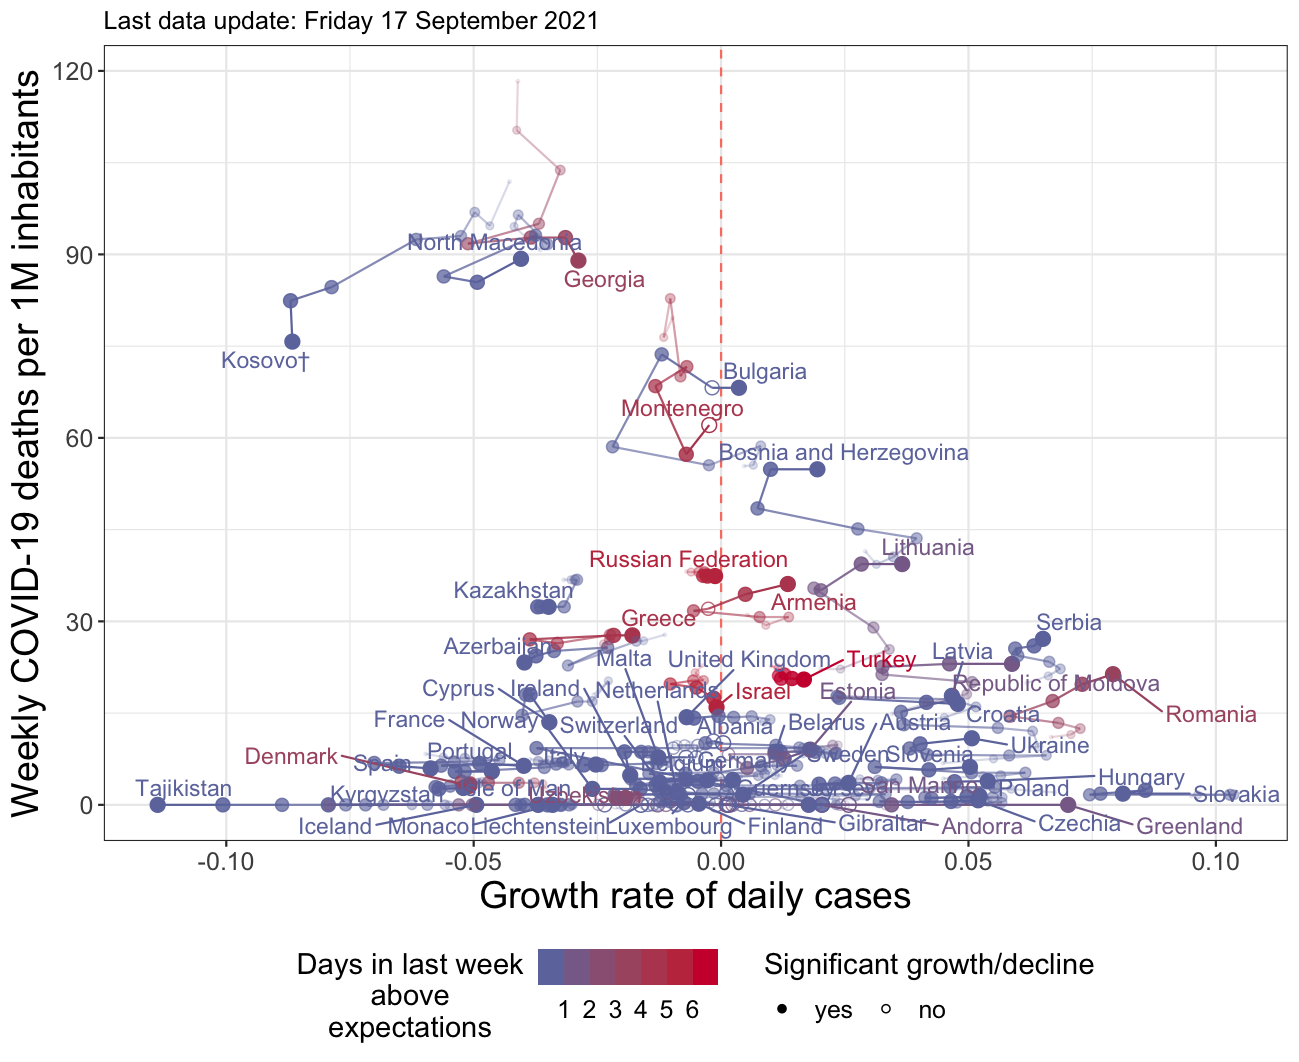 Last data update: Friday 17 September 2021
Weekly COVID-19 deaths per 1M inhabitants
120
90
60
30
0
North Macedonia
Georgia
Kosovo†
Bulgaria
Montenegro
Bosnia and Herzegovina
Lithuania
Russian Federation
Kazakhstan
Armenia
Greece
Serbia
Azerbaijan
Malta
United Kingdom
Turkey
Latvia
Cyprus
Ireland
Netherlands
Israel
Estonia
Republic of Moldova
Romania
France
Norway
Switzerland
Albania
Belarus
Austria
Croatia
Ukraine
Denmark
Spain
Portugal
Italy
Belgium
Germany
Sweden
Slovenia
Hungary
Tajikistan
Kyrgyzstan
Isle of Man
Uzbekistan
Guernsey
San Marino
Poland
Slovakia
Iceland
Monaco
Liechtenstein
Luxembourg
Finland
Gibraltar
Andorra
Czechia
Greenland
-0.10
-0.05
0.00
0.05
0.10
Growth rate of daily cases
Days in last week
above
expectations
1 2 3 4 5 6
Significant growth/decline
yes
no